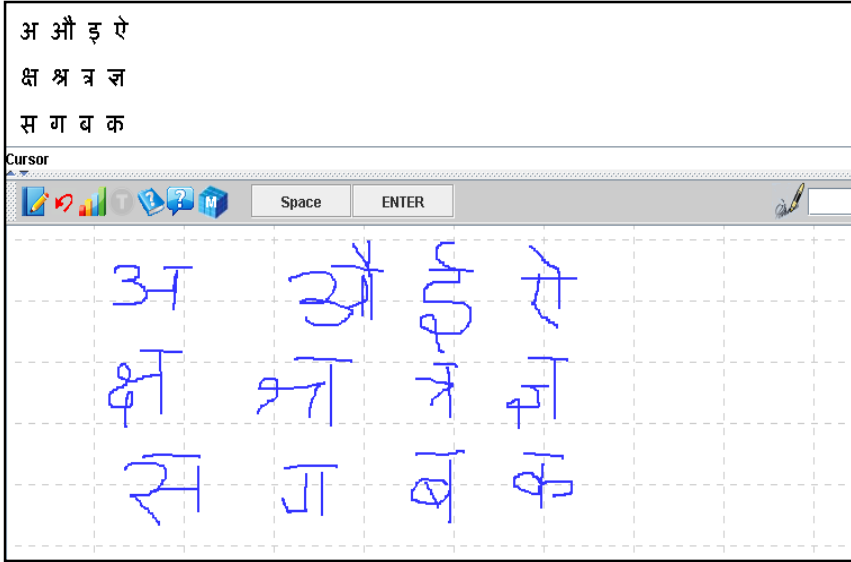 अ औ ड़ ऐ
क्ष श्र त्र ज्ञ
स ग ब क
Cursor
Space ENTER
अ औ ई ऐ
क्ष श्र त्र ज्ञ
स ग ब क